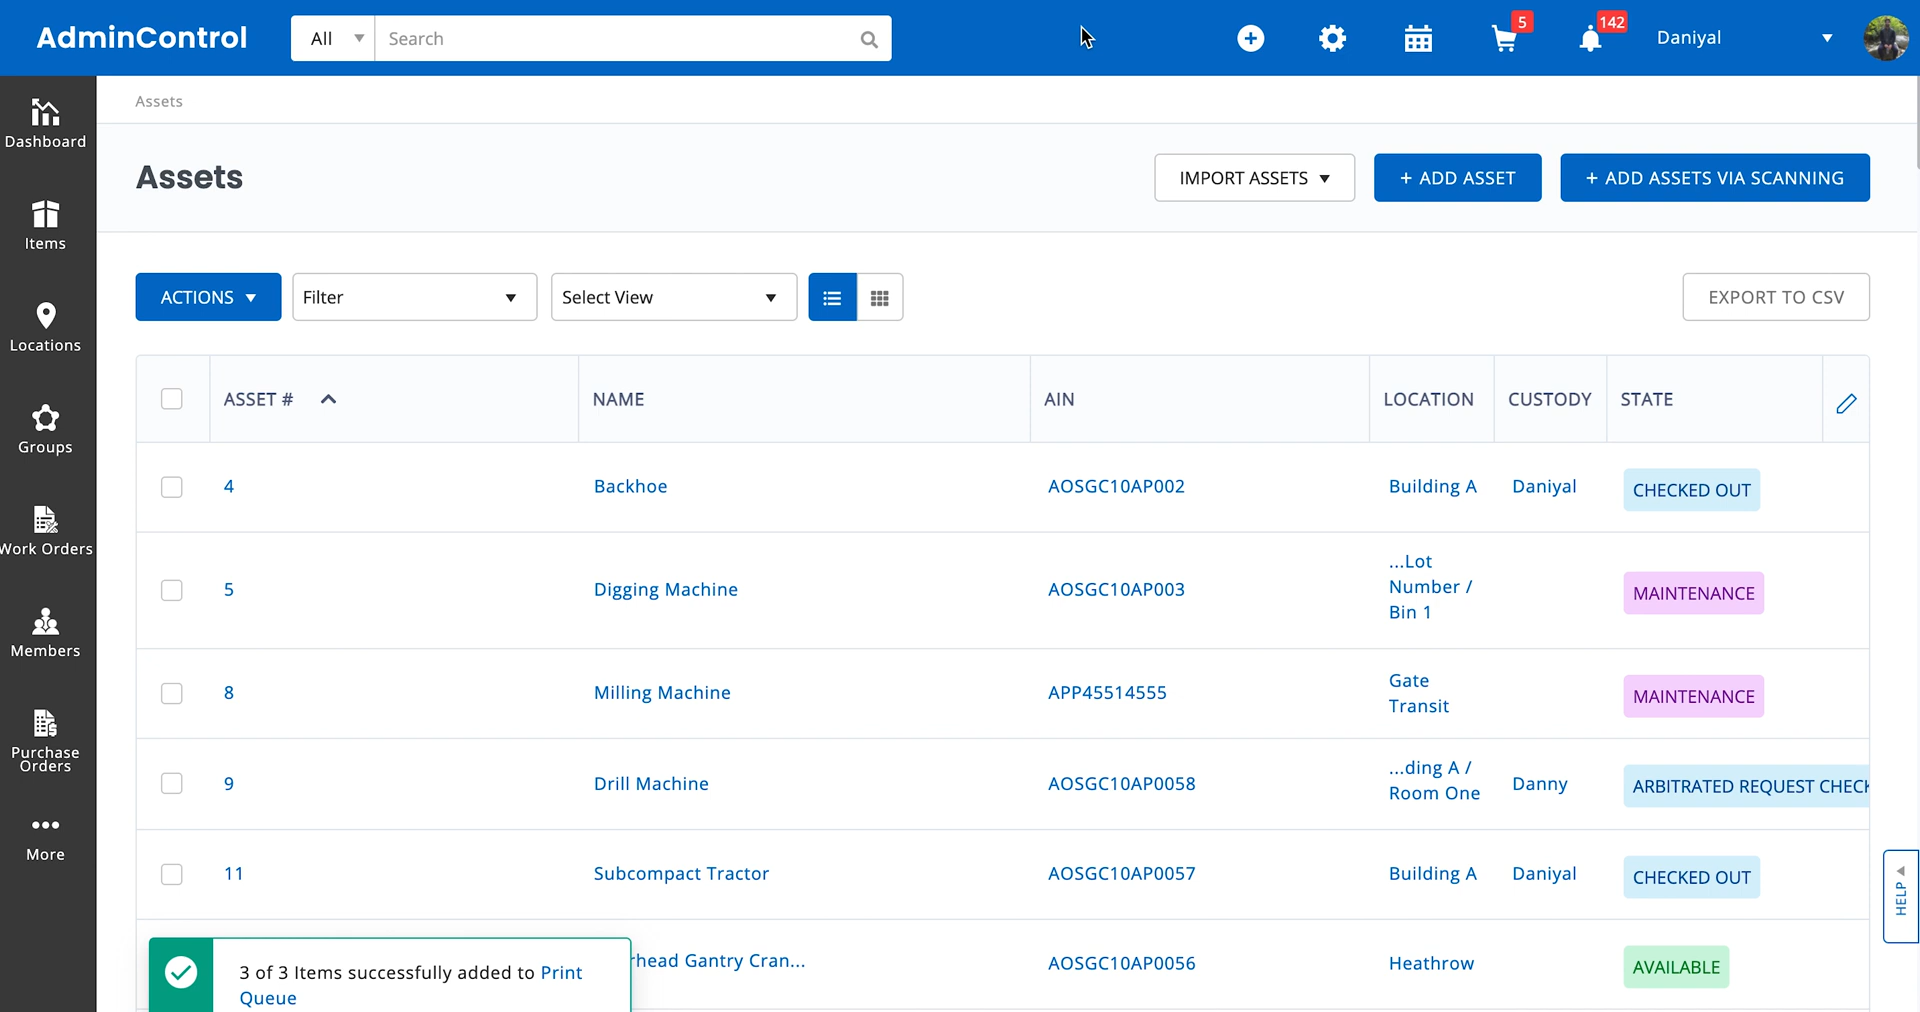 AdminControl
All
Search
5
142
Daniyal
Dashboard
Items
Locations
Groups
Work Orders
Members
Purchase
Orders
More
Assets
Assets
IMPORT ASSETS
+ ADD ASSET
+ ADD ASSETS VIA SCANNING
ACTIONS
Filter
Select View
EXPORT TO CSV
ASSET #
NAME
AIN
LOCATION
CUSTODY
STATE
4
Backhoe
AOSGC10AP002
Building A
Daniyal
CHECKED OUT
5
Digging Machine
AOSGC10AP003
...Lot
Number /
Bin 1
MAINTENANCE
8
Milling Machine
APP45514555
Gate
Transit
MAINTENANCE
9
Drill Machine
AOSGC10AP0058
...ding A /
Room One
Danny
ARBITRATED REQUEST CHECK
11
Subcompact Tractor
AOSGC10AP0057
Building A
Daniyal
CHECKED OUT
rhead Gantry Cran...
AOSGC10AP0056
Heathrow
AVAILABLE
3 of 3 Items successfully added to Print
Queue
HELP